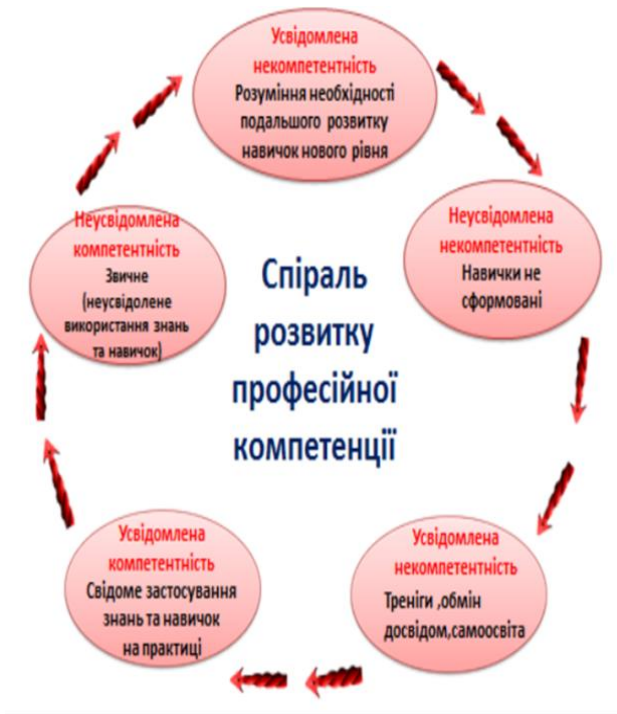 Усвідомлена
некомпетентність
Розуміння необхідності
подальшого розвитку
навичок нового рівня
Неусвідомлена
некомпетентність
Навички не
сформовані
Усвідомлена
некомпетентність
Треніги ,обмін
досвідом,самоосвіта
Усвідомлена
компетентність
Свідоме застосування
знань та навичок
на практиці
Неусвідомлена
компетентність
Звичне
(неусвідолене
використання знань
та навичок)
Спіраль
розвитку
професійної
компетенції